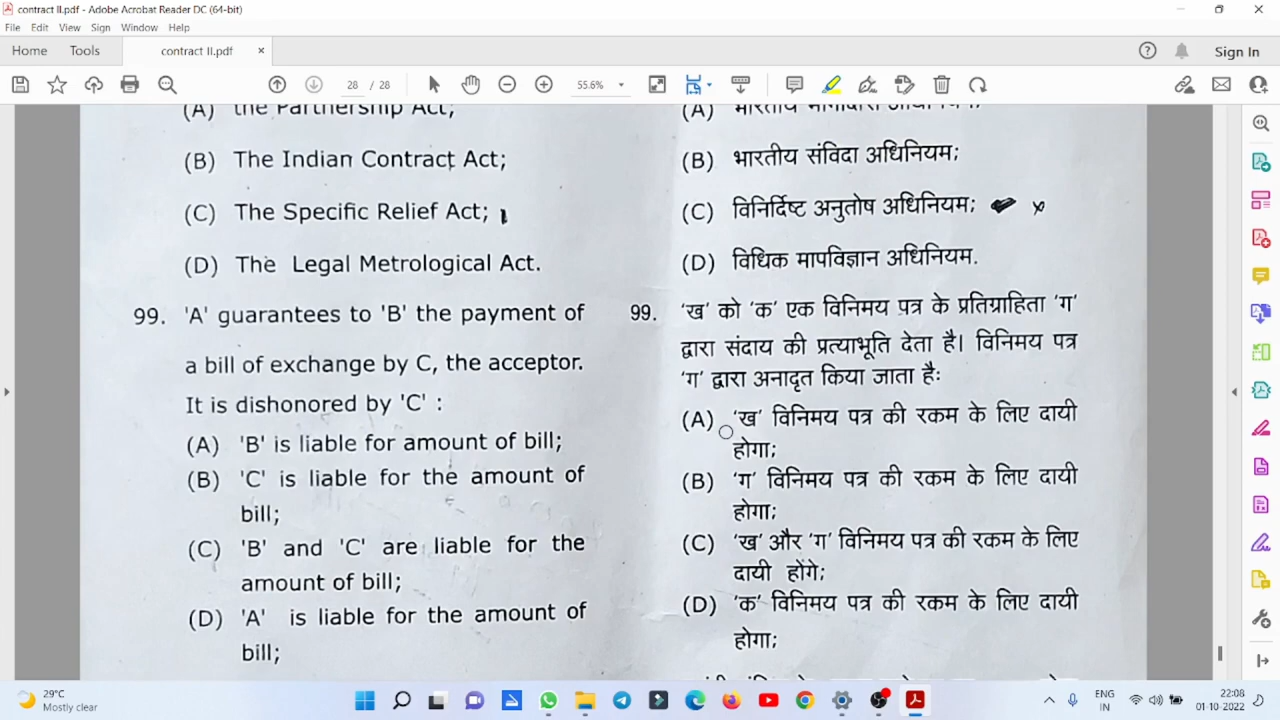 contract II.pdf - Adobe Acrobat Reader DC (64-bit)
File Edit View Sign Window Help
Home Tools contract II.pdf × Sign In
28 / 28 55.6%
(A) the Partnership Act;
(B) The Indian Contract Act;
(C) The Specific Relief Act;
(D) The Legal Metrological Act.
99. 'A' guarantees to 'B' the payment of
a bill of exchange by C, the acceptor.
It is dishonored by 'C' :
(A) 'B' is liable for amount of bill;
(B) 'C' is liable for the amount of
bill;
(C) 'B' and 'C' are liable for the
amount of bill;
(D) 'A' is liable for the amount of
bill;
(A)
(B) भारतीय संविदा अधिनियम;
(C) विनिर्दिष्ट अनुतोष अधिनियम;
(D) विधिक मापविज्ञान अधिनियम.
99. ‘ख’ को ‘क’ एक विनिमय पत्र के प्रतिग्राहिता ‘ग’
द्वारा संदाय की प्रत्याभूति देता है। विनिमय पत्र
‘ग’ द्वारा अनादृत किया जाता हैः
(A) ‘ख’ विनिमय पत्र की रकम के लिए दायी
होगा;
(B) ‘ग’ विनिमय पत्र की रकम के लिए दायी
होगा;
(C) ‘ख’ और ‘ग’ विनिमय पत्र की रकम के लिए
दायी होंगे;
(D) ‘क’ विनिमय पत्र की रकम के लिए दायी
होगा;
29°C
Mostly clear
ENG
IN
22:08
01-10-2022